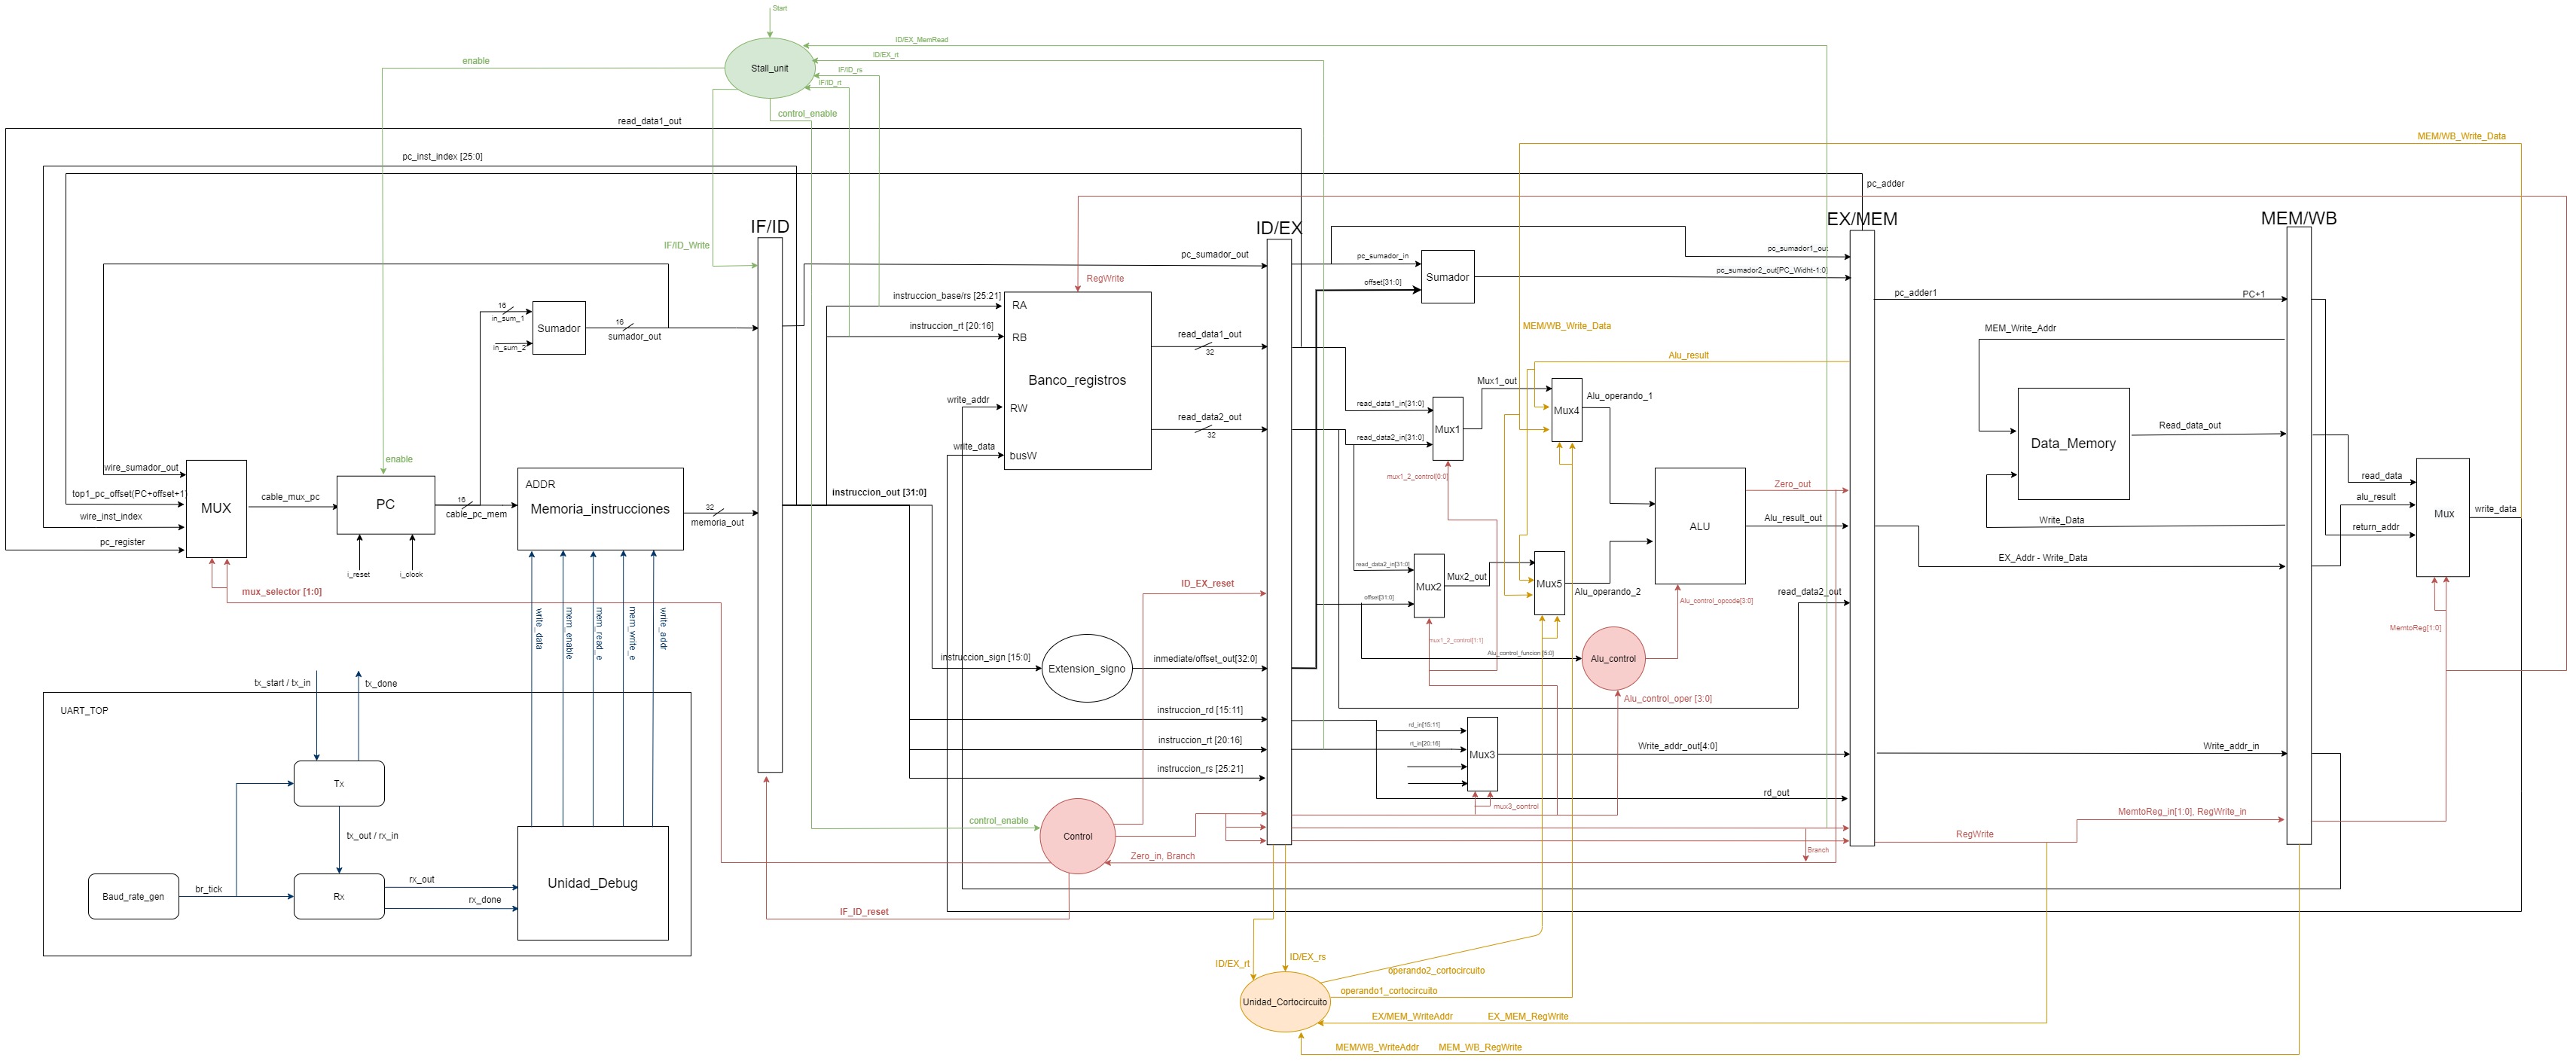 Start
ID/EX_MemRead
ID/EX_rt
enable
Stall_unit
IF/ID_rs
IF/ID_rt
control_enable
read_data1_out
MEM/WB_Write_Data
pc_inst_index [25:0]
pc_adder
IF/ID
ID/EX
EX/MEM
MEM/WB
IF/ID_Write
pc_sumador_out
pc_sumador_in
pc_sumador1_out
Sumador
pc_sumador2_out[PC_Widht-1:0]
offset[31:0]
RegWrite
instruccion_base/rs [25:21]
RA
pc_adder1
PC+1
16
in_sum_1
Sumador
16
sumador_out
in_sum_2
instruccion_rt [20:16]
RB
read_data1_out
32
MEM/WB_Write_Data
MEM_Write_Addr
Alu_result
Banco_registros
Mux1_out
Mux4
Alu_operando_1
write_addr
RW
read_data2_out
32
read_data1_in[31:0]
Mux1
read_data2_in[31:0]
Data_Memory
Read_data_out
write_data
busW
enable
wire_sumador_out
top1_pc_offset(PC+offset+1)
wire_inst_index
pc_register
MUX
cable_mux_pc
PC
16
cable_pc_mem
ADDR
Memoria_instrucciones
32
memoria_out
instruccion_out [31:0]
mux1_2_control[0:0]
Zero_out
ALU
Alu_result_out
Write_Data
read_data
alu_result
return_addr
Mux
write_data
i_reset
i_clock
mux_selector [1:0]
ID_EX_reset
read_data2_in[31:0]
Mux2
Mux2_out
offset[31:0]
Mux5
Alu_operando_2
EX_Addr - Write_Data
read_data2_out
Alu_control_opcode[3:0]
MemtoReg[1:0]
write_data
mem_enable
mem_read_e
mem_write_e
write_addr
instruccion_sign [15:0]
Extension_signo
inmediate/offset_out[32:0]
mux1_2_control[1:1]
Alu_control_funcion [5:0]
Alu_control
Alu_control_oper [3:0]
tx_start / tx_in
tx_done
UART_TOP
instruccion_rd [15:11]
instruccion_rt [20:16]
instruccion_rs [25:21]
rd_in[15:11]
rt_in[20:16]
Mux3
Write_addr_out[4:0]
Write_addr_in
rd_out
mux3_control
Tx
tx_out / rx_in
control_enable
Control
MemtoReg_in[1:0], RegWrite_in
RegWrite
Branch
Zero_in, Branch
Baud_rate_gen
br_tick
Rx
rx_out
rx_done
Unidad_Debug
IF_ID_reset
ID/EX_rt
ID/EX_rs
operando2_cortocircuito
operando1_cortocircuito
Unidad_Cortocircuito
EX/MEM_WriteAddr
EX_MEM_RegWrite
MEM/WB_WriteAddr
MEM_WB_RegWrite